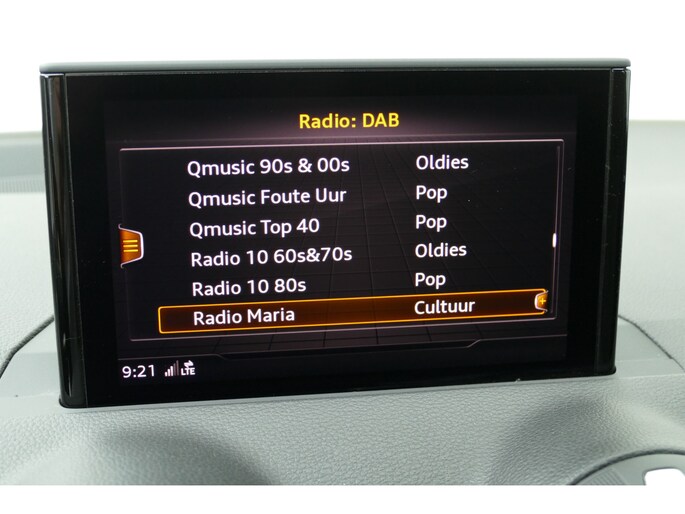 Radio: DAB
Qmusic 90s & 00s Oldies
Qmusic Foute Uur Pop
Qmusic Top 40 Pop
Radio 10 60s&70s Oldies
Radio 10 80s Pop
Radio Maria Cultuur
9:21 LTE